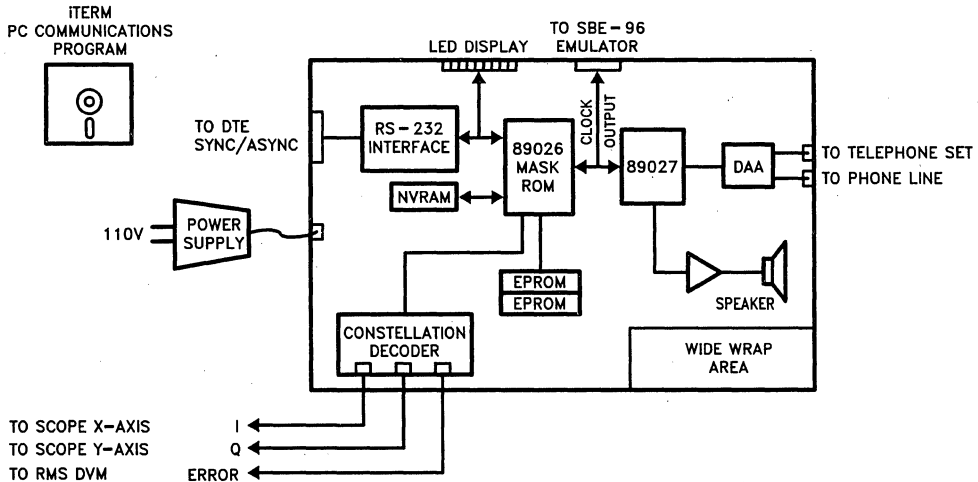 iTERM
PC COMMUNICATIONS
PROGRAM
LED DISPLAY
TO SBE-96
EMULATOR
TO DTE
SYNC/ASYNC
RS-232
INTERFACE
89026
MASK
ROM
CLOCK
OUTPUT
89027
DAA
TO TELEPHONE SET
TO PHONE LINE
NVRAM
110V
POWER
SUPPLY
EPROM
EPROM
SPEAKER
CONSTELLATION
DECODER
WIDE WRAP
AREA
TO SCOPE X-AXIS I
TO SCOPE Y-AXIS Q
TO RMS DVM ERROR